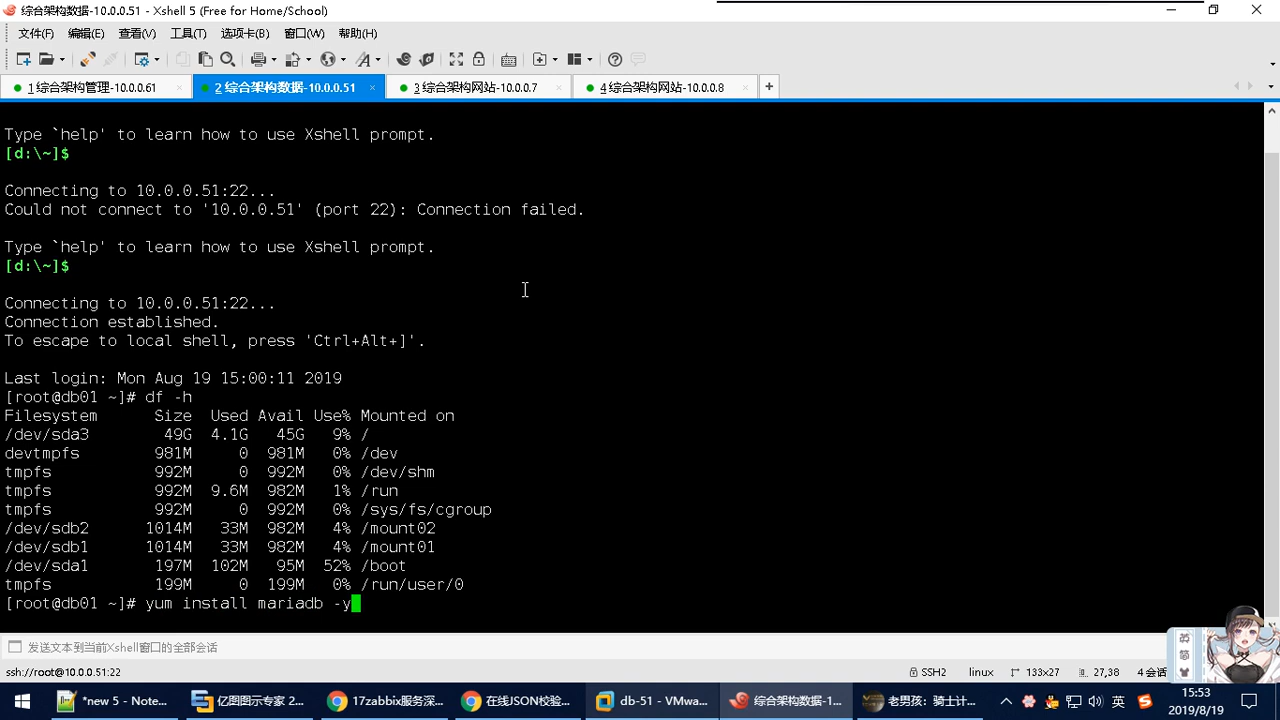 综合架构数据-10.0.0.51 - Xshell 5 (Free for Home/School)
文件(F) 编辑(E) 查看(V) 工具(T) 选项卡(B) 窗口(W) 帮助(H)
1 综合架构管理-10.0.0.61 × 2 综合架构数据-10.0.0.51 × 3 综合架构网站-10.0.0.7 × 4 综合架构网站-10.0.0.8 × +
Type `help' to learn how to use Xshell prompt.
[d:\~]$
Connecting to 10.0.0.51:22...
Could not connect to '10.0.0.51' (port 22): Connection failed.
Type `help' to learn how to use Xshell prompt.
[d:\~]$
Connecting to 10.0.0.51:22...
Connection established.
To escape to local shell, press 'Ctrl+Alt+]'.
Last login: Mon Aug 19 15:00:11 2019
[root@db01 ~]# df -h
Filesystem Size Used Avail Use% Mounted on
/dev/sda3 49G 4.1G 45G 9% /
devtmpfs 981M 0 981M 0% /dev
tmpfs 992M 0 992M 0% /dev/shm
tmpfs 992M 9.6M 982M 1% /run
tmpfs 992M 0 992M 0% /sys/fs/cgroup
/dev/sdb2 1014M 33M 982M 4% /mount02
/dev/sdb1 1014M 33M 982M 4% /mount01
/dev/sda1 197M 102M 95M 52% /boot
tmpfs 199M 0 199M 0% /run/user/0
[root@db01 ~]# yum install mariadb -y
发送文本到当前Xshell窗口的全部会话
ssh://root@10.0.0.51:22 SSH2 linux 133x27 27,38 4 会话
英
简
*new 5 - Note... 亿图图示专家 2... 17zabbix服务深... 在线JSON校验... db-51 - VMwa... 综合架构数据-1... 老男孩：骑士计... 英
15:53
2019/8/19